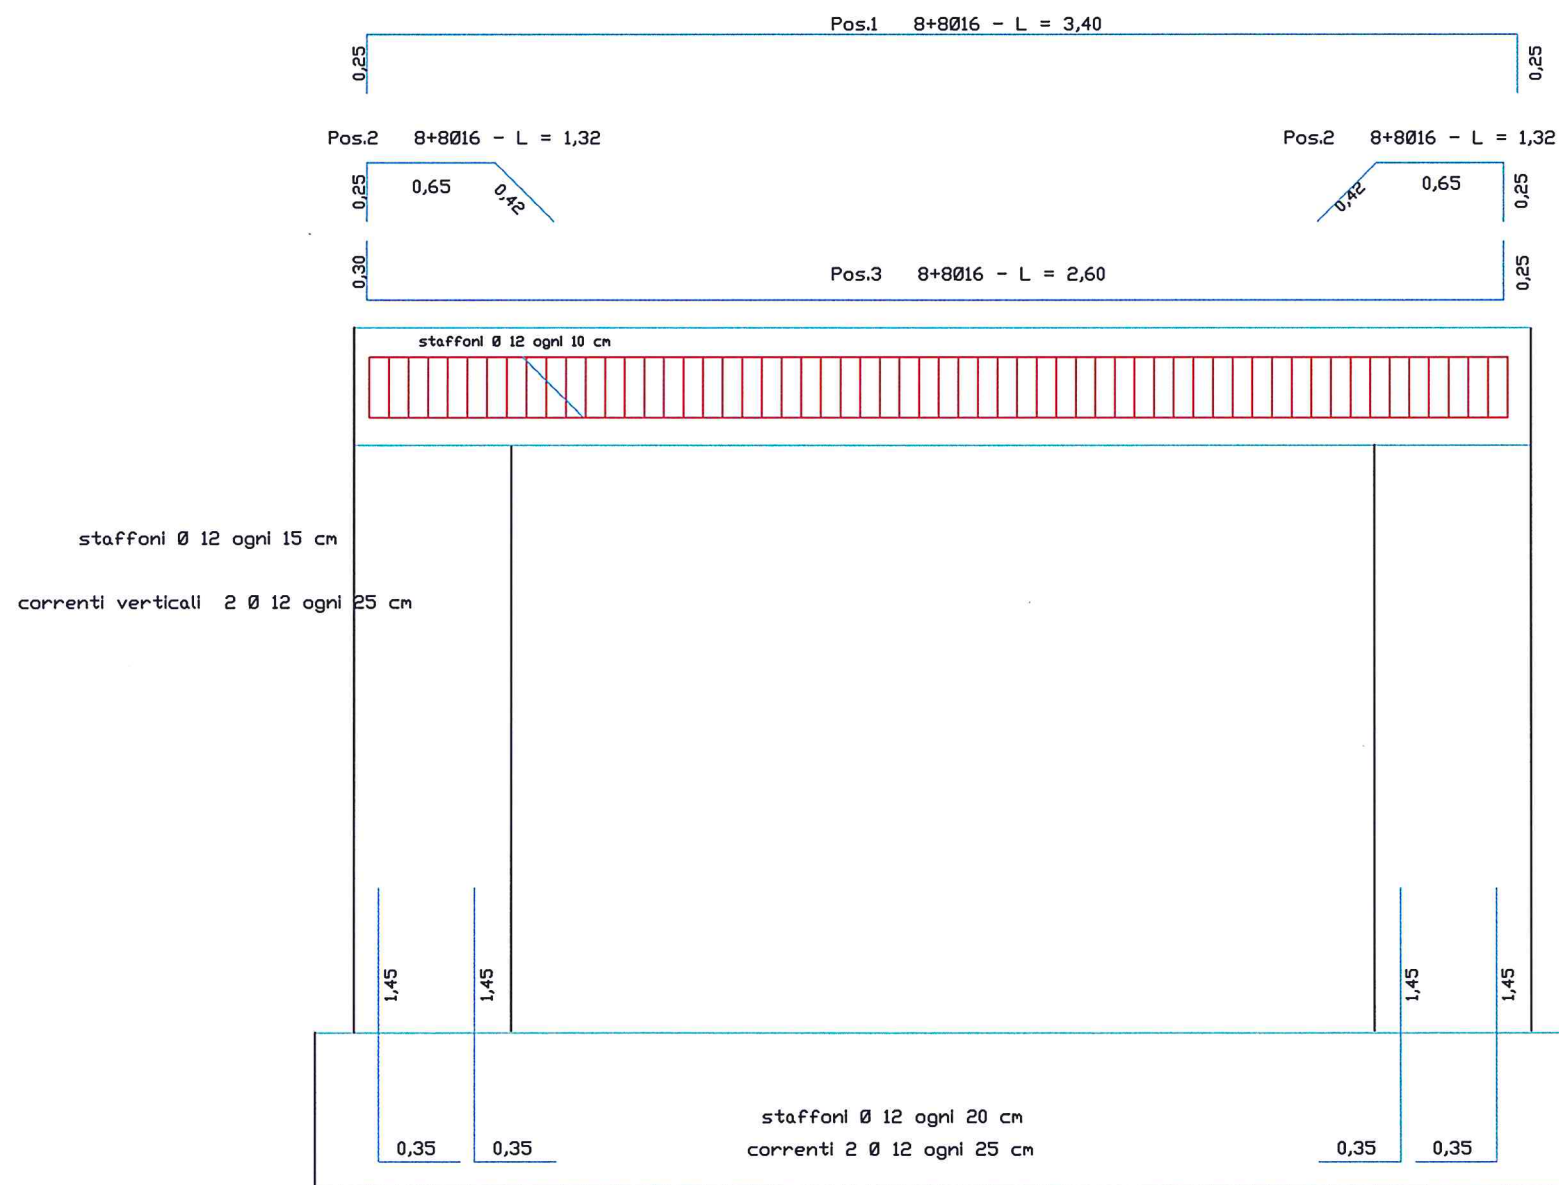 Pos.1 8+8Ø16 - L = 3,40
0,25
0,25
Pos.2 8+8Ø16 - L = 1,32
Pos.2 8+8Ø16 - L = 1,32
0,25
0,65
0,42
0,42
0,65
0,25
0,30
Pos.3 8+8Ø16 - L = 2,60
0,25
staffoni Ø 12 ogni 10 cm
staffoni Ø 12 ogni 15 cm
correnti verticali 2 Ø 12 ogni 25 cm
1,45
1,45
1,45
1,45
staffoni Ø 12 ogni 20 cm
0,35
0,35
correnti 2 Ø 12 ogni 25 cm
0,35
0,35